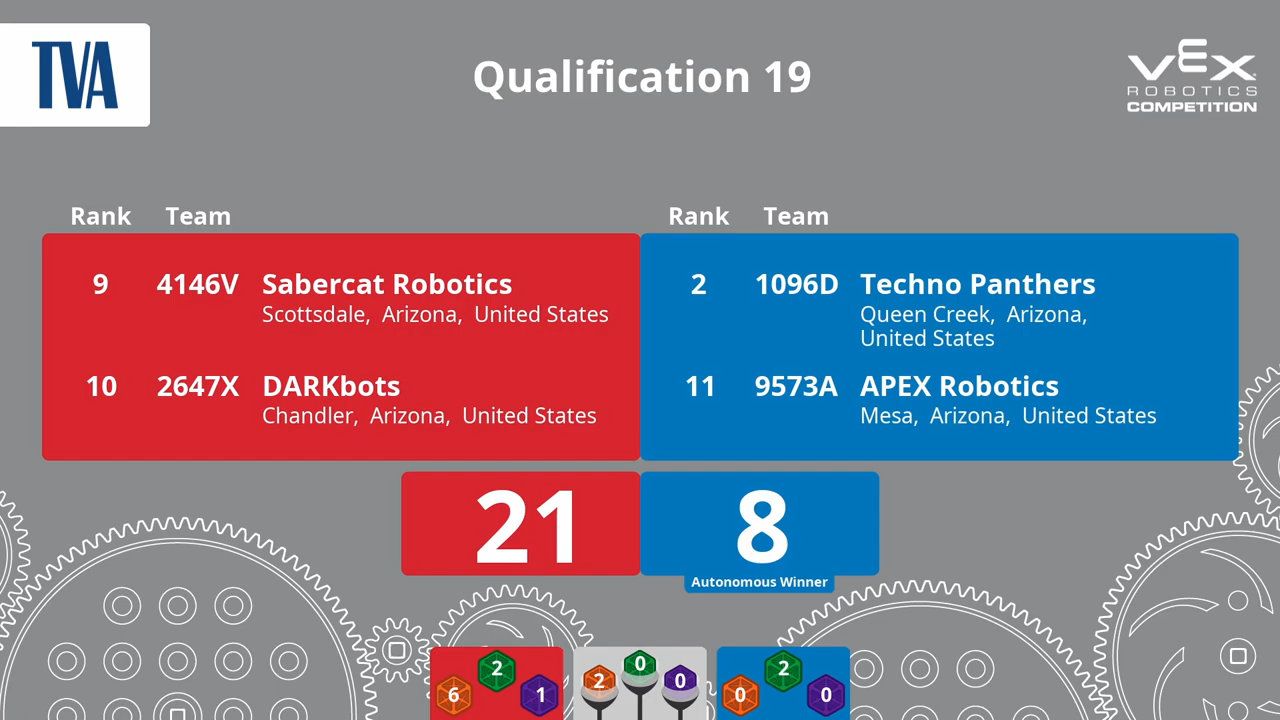 TVA
Qualification 19
VEX
ROBOTICS
COMPETITION
Rank Team
Rank Team
9 4146V Sabercat Robotics
Scottsdale, Arizona, United States
10 2647X DARKbots
Chandler, Arizona, United States
2 1096D Techno Panthers
Queen Creek, Arizona,
United States
11 9573A APEX Robotics
Mesa, Arizona, United States
21
8
Autonomous Winner
2
6 1
0
2 0
2
0 0